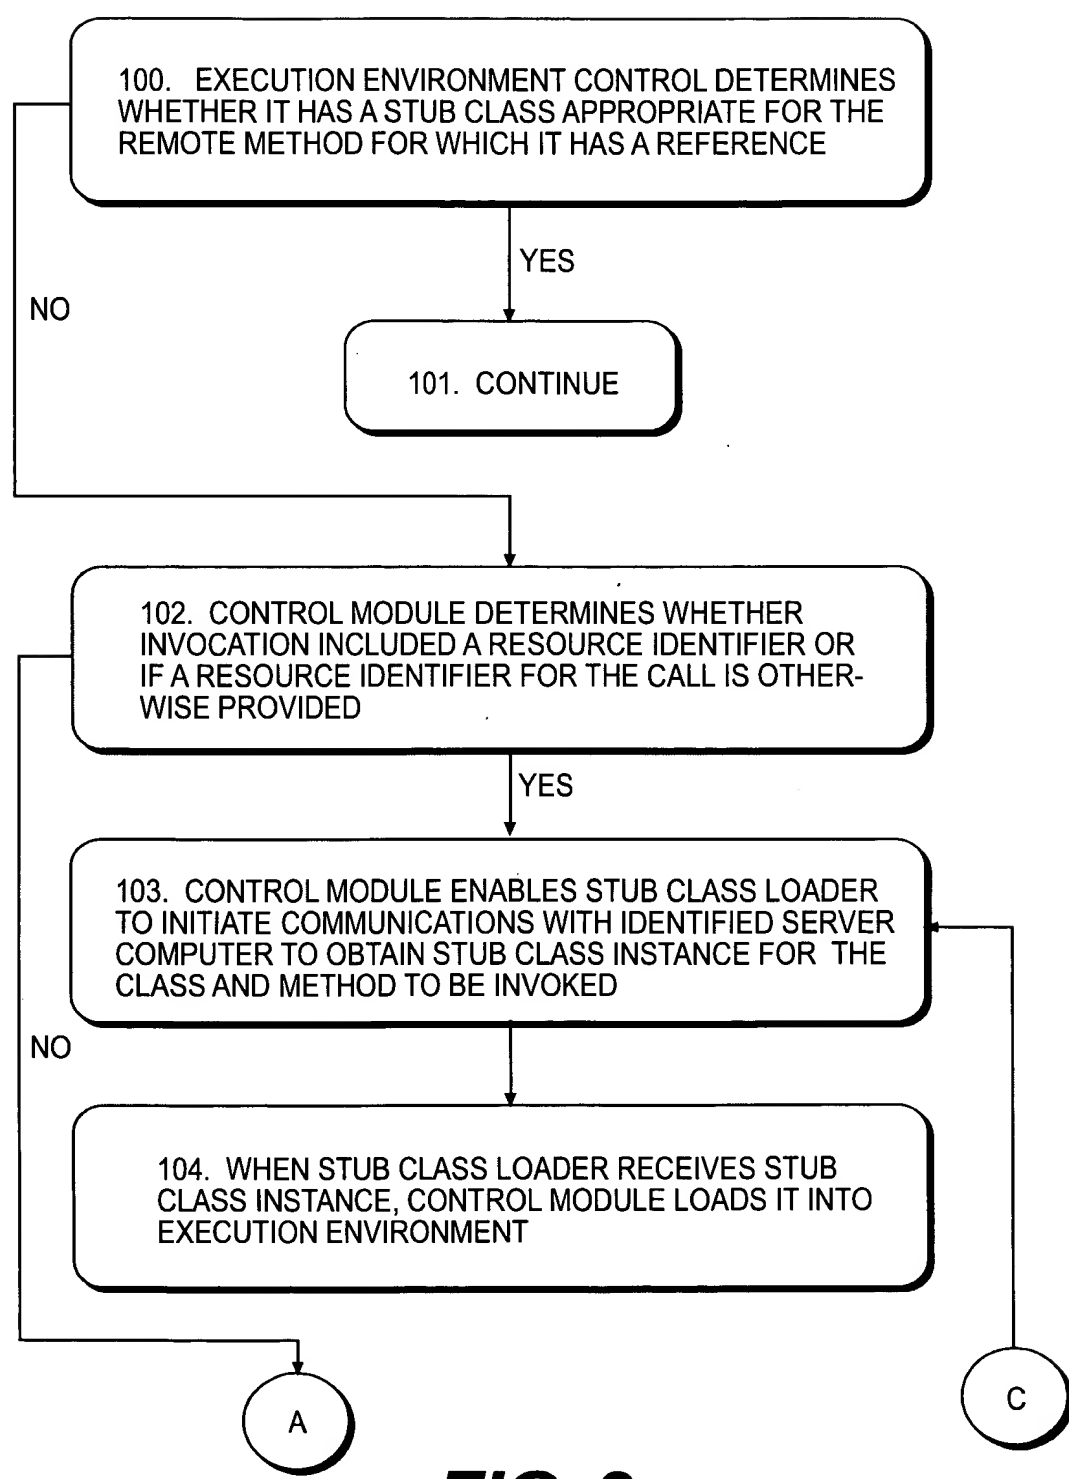 100. EXECUTION ENVIRONMENT CONTROL DETERMINES
WHETHER IT HAS A STUB CLASS APPROPRIATE FOR THE
REMOTE METHOD FOR WHICH IT HAS A REFERENCE
YES
NO
101. CONTINUE
102. CONTROL MODULE DETERMINES WHETHER
INVOCATION INCLUDED A RESOURCE IDENTIFIER OR
IF A RESOURCE IDENTIFIER FOR THE CALL IS OTHER-
WISE PROVIDED
YES
103. CONTROL MODULE ENABLES STUB CLASS LOADER
TO INITIATE COMMUNICATIONS WITH IDENTIFIED SERVER
COMPUTER TO OBTAIN STUB CLASS INSTANCE FOR THE
CLASS AND METHOD TO BE INVOKED
NO
104. WHEN STUB CLASS LOADER RECEIVES STUB
CLASS INSTANCE, CONTROL MODULE LOADS IT INTO
EXECUTION ENVIRONMENT
C
A
FIG.